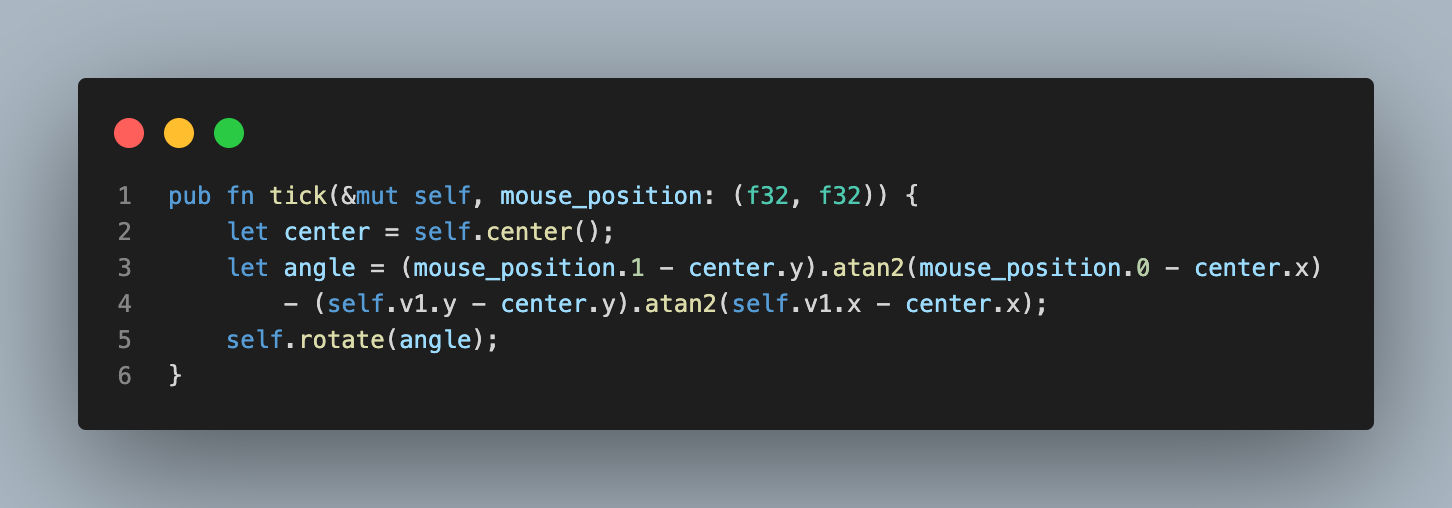 1 pub fn tick(&mut self, mouse_position: (f32, f32)) {
2     let center = self.center();
3     let angle = (mouse_position.1 - center.y).atan2(mouse_position.0 - center.x)
4         - (self.v1.y - center.y).atan2(self.v1.x - center.x);
5     self.rotate(angle);
6 }